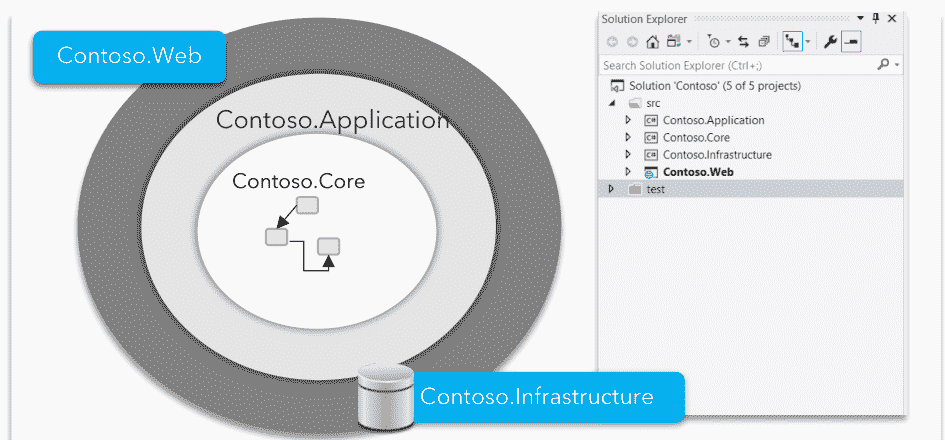 Contoso.Web
Contoso.Application
Contoso.Core
Contoso.Infrastructure
Solution Explorer
Search Solution Explorer (Ctrl+;)
Solution 'Contoso' (5 of 5 projects)
src
C# Contoso.Application
C# Contoso.Core
C# Contoso.Infrastructure
Contoso.Web
test